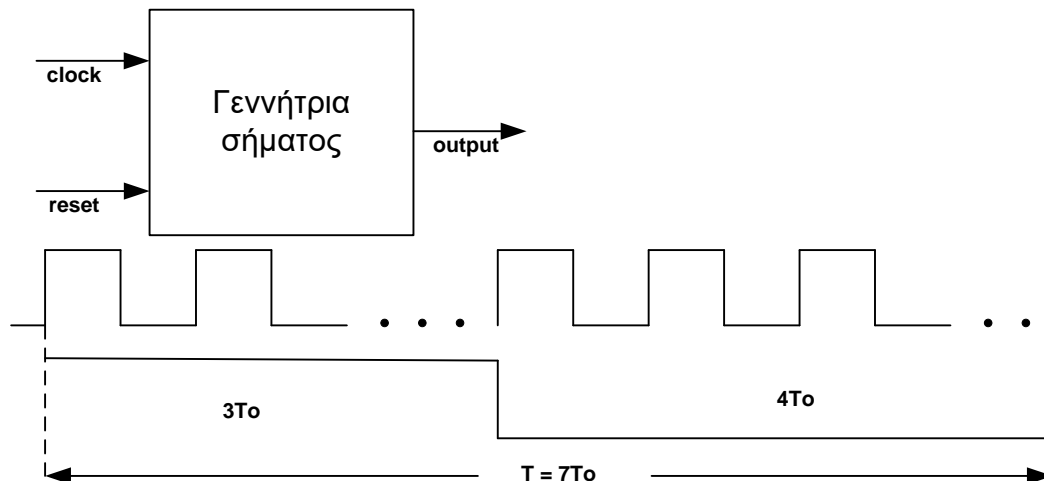 clock
Γεννήτρια
σήματος
output
reset
3To
4To
T = 7To